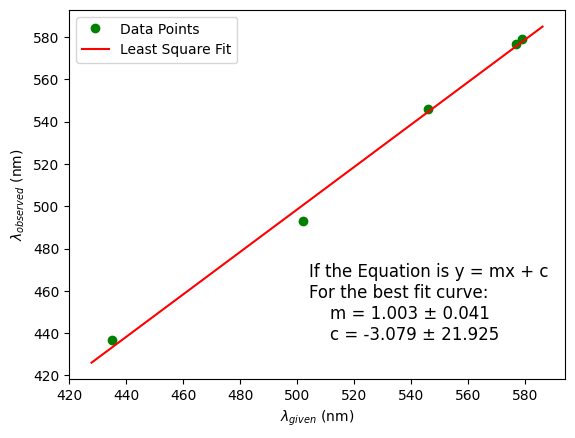 Data Points
Least Square Fit
580
560
540
520
500
480
460
440
420
λobserved (nm)
If the Equation is y = mx + c
For the best fit curve:
m = 1.003 ± 0.041
c = -3.079 ± 21.925
420 440 460 480 500 520 540 560 580
λgiven (nm)